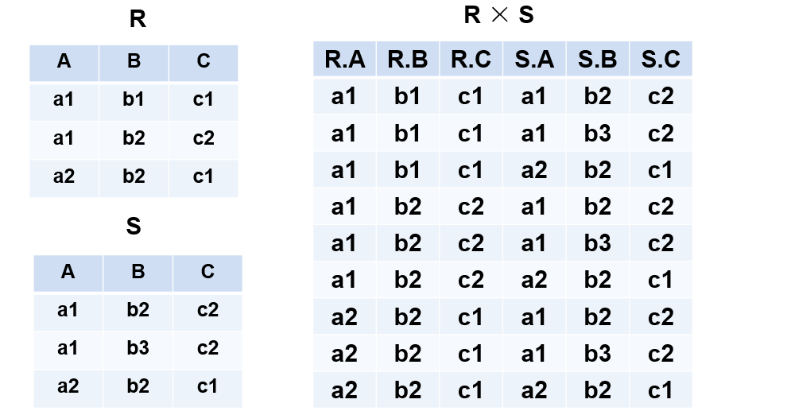 R
A B C
a1 b1 c1
a1 b2 c2
a2 b2 c1
S
A B C
a1 b2 c2
a1 b3 c2
a2 b2 c1
R × S
R.A R.B R.C S.A S.B S.C
a1 b1 c1 a1 b2 c2
a1 b1 c1 a1 b3 c2
a1 b1 c1 a2 b2 c1
a1 b2 c2 a1 b2 c2
a1 b2 c2 a1 b3 c2
a1 b2 c2 a2 b2 c1
a2 b2 c1 a1 b2 c2
a2 b2 c1 a1 b3 c2
a2 b2 c1 a2 b2 c1